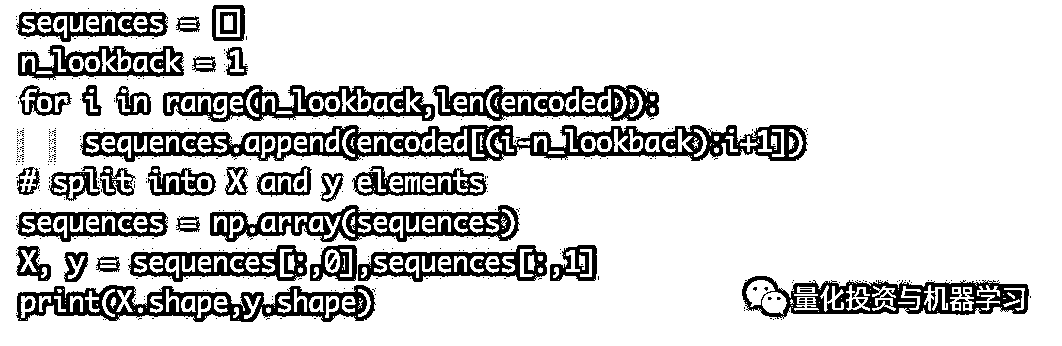 sequences = []
n_lookback = 1
for i in range(n_lookback,len(encoded)):
    sequences.append(encoded[(i-n_lookback):i+1])
# split into X and y elements
sequences = np.array(sequences)
X, y = sequences[:,0],sequences[:,1]
print(X.shape,y.shape)
量化投资与机器学习